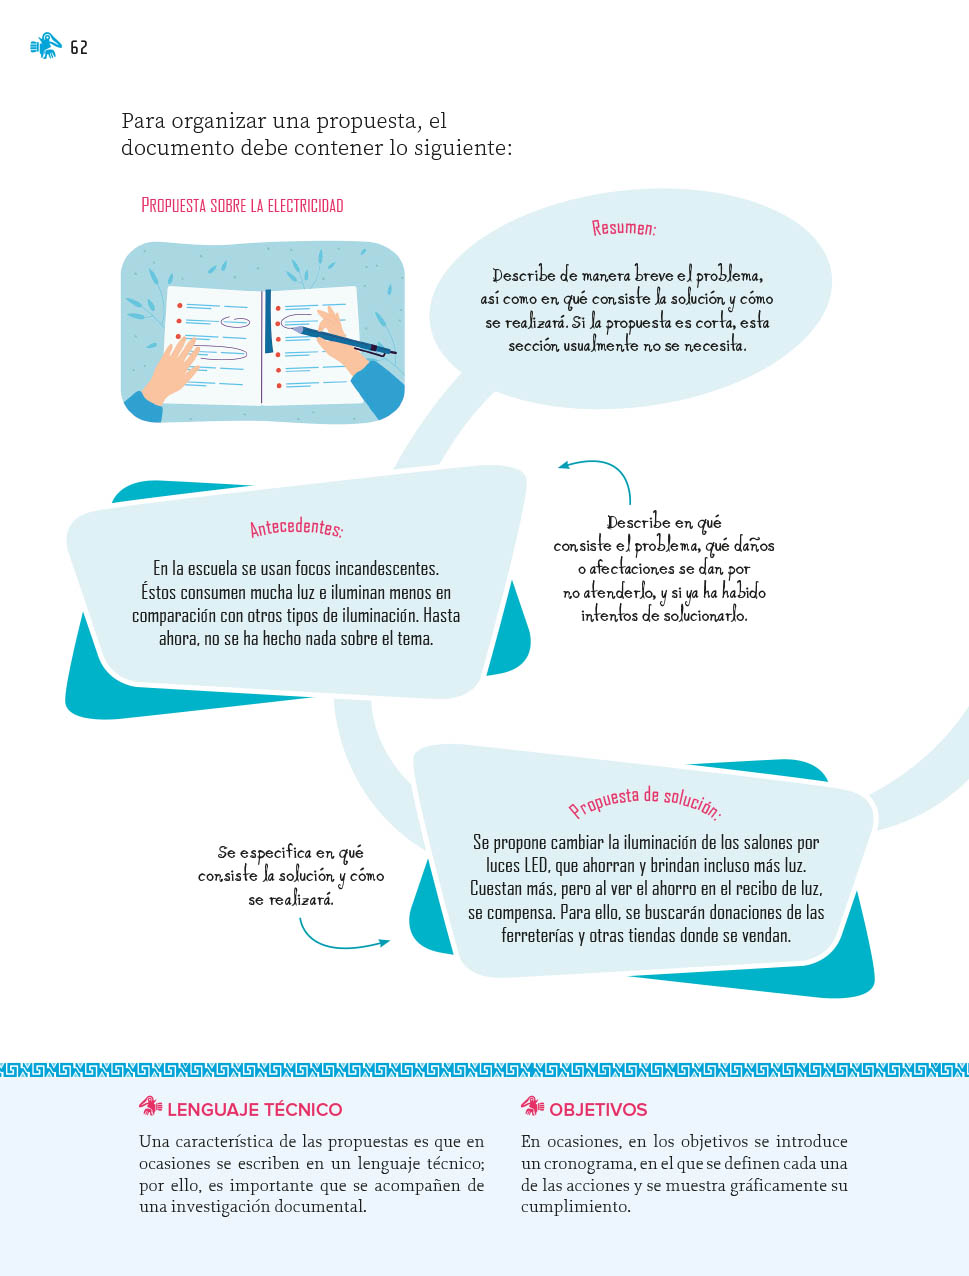 62
Para organizar una propuesta, el
documento debe contener lo siguiente:
PROPUESTA SOBRE LA ELECTRICIDAD
Resumen:
Describe de manera breve el problema,
así como en qué consiste la solución y cómo
se realizará. Si la propuesta es corta, esta
sección usualmente no se necesita.
Antecedentes:
En la escuela se usan focos incandescentes.
Éstos consumen mucha luz e iluminan menos en
comparación con otros tipos de iluminación. Hasta
ahora, no se ha hecho nada sobre el tema.
Describe en qué
consiste el problema, qué daños
o afectaciones se dan por
no atenderlo, y si ya ha habido
intentos de solucionarlo.
Propuesta de solución:
Se propone cambiar la iluminación de los salones por
luces LED, que ahorran y brindan incluso más luz.
Cuestan más, pero al ver el ahorro en el recibo de luz,
se compensa. Para ello, se buscarán donaciones de las
ferreterías y otras tiendas donde se vendan.
Se especifica en qué
consiste la solución y cómo
se realizará.
LENGUAJE TÉCNICO
Una característica de las propuestas es que en
ocasiones se escriben en un lenguaje técnico;
por ello, es importante que se acompañen de
una investigación documental.
OBJETIVOS
En ocasiones, en los objetivos se introduce
un cronograma, en el que se definen cada una
de las acciones y se muestra gráficamente su
cumplimiento.